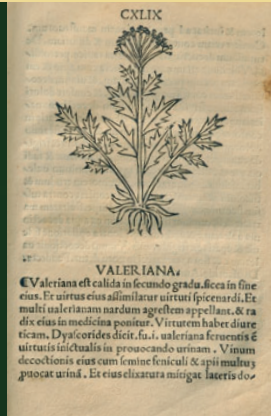 CXLIX
VALERIANA.
Valeriana est calida in secundo gradu. sicca in fine
eius. Et uirtus eius assimilatur uirtuti spicenardi. Et
multi ualerianam nardum agrestem appellant. & ra
dix eius in medicina ponitur. Virtutem habet diure
ticam. Dyascorides dicit. fu .i. ualeriana feruentis ē
uirtutis in prouocando urinam. Vinum
decoctionis eius cum semine feniculi & apii multum
puocat urinā. Et eius elixatura mitigat lateris do-